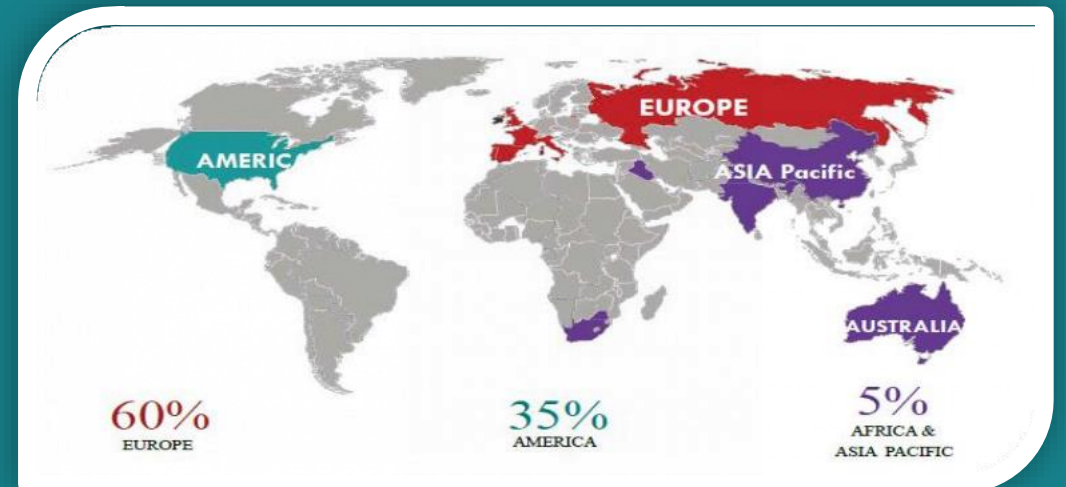 EUROPE
AMERICA
ASIA Pacific
AUSTRALIA
60%
EUROPE
35%
AMERICA
5%
AFRICA &
ASIA PACIFIC